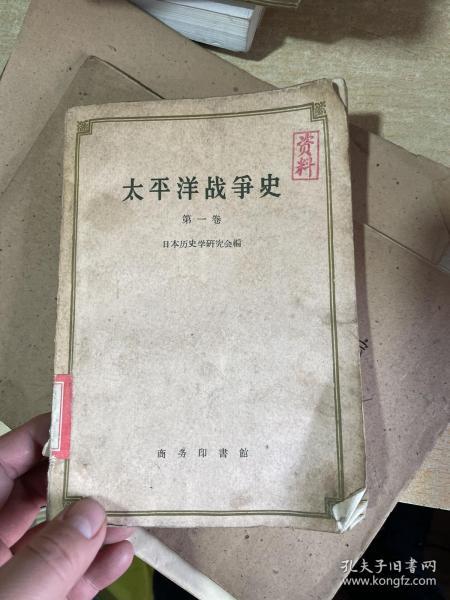 资料
太平洋战爭史
第一卷
日本历史学研究会編
商务印書館
孔夫子旧书网
www.kongfz.com